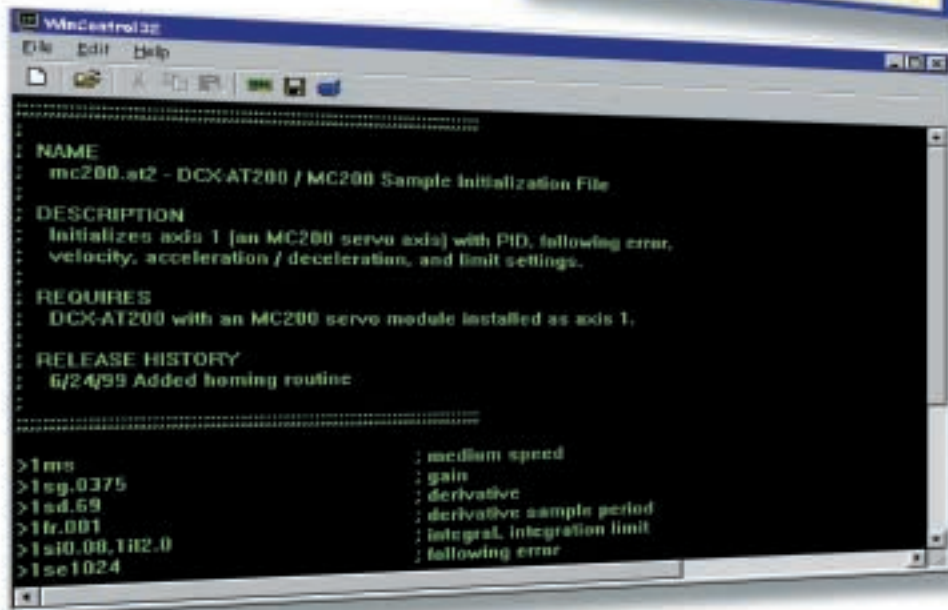 WinControl32
File Edit Help
;;;;;;;;;;;;;;;;;;;;;;;;;;;;;;;;;;;;;;;;;;;;;;;;;;;;;;;;;;;;;;;;;;;;;;;;
;
; NAME
; mc200.at2 - DCX-AT200 / MC200 Sample Initialization File
;
; DESCRIPTION
; Initializes axis 1 (an MC200 servo axis) with PID, following error,
; velocity, acceleration / deceleration, and limit settings.
;
; REQUIRES
; DCX-AT200 with an MC200 servo module installed as axis 1.
;
; RELEASE HISTORY
; 6/24/99 Added homing routine
;
;;;;;;;;;;;;;;;;;;;;;;;;;;;;;;;;;;;;;;;;;;;;;;;;;;;;;;;;;;;;;;;;;;;;;;;;
>1ms ; medium speed
>1sg.0375 ; gain
>1sd.69 ; derivative
>1fr.001 ; derivative sample period
>1si0.08,1il2.0 ; integral, integration limit
>1se1024 ; following error